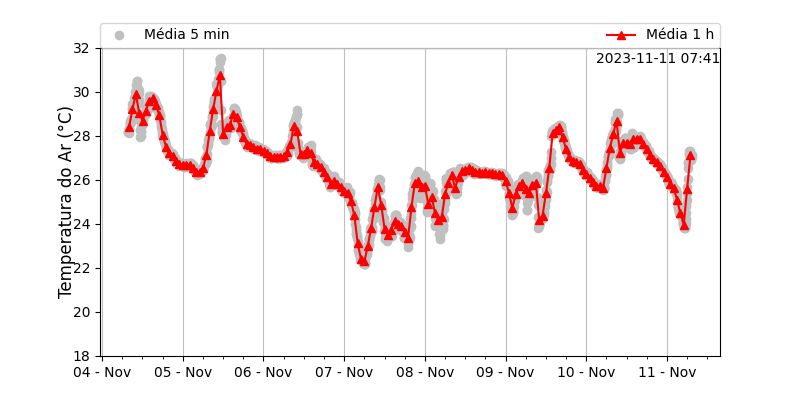 Média 5 min
Média 1 h
2023-11-11 07:41
Temperatura do Ar (°C)
32
30
28
26
24
22
20
18
04 - Nov
05 - Nov
06 - Nov
07 - Nov
08 - Nov
09 - Nov
10 - Nov
11 - Nov